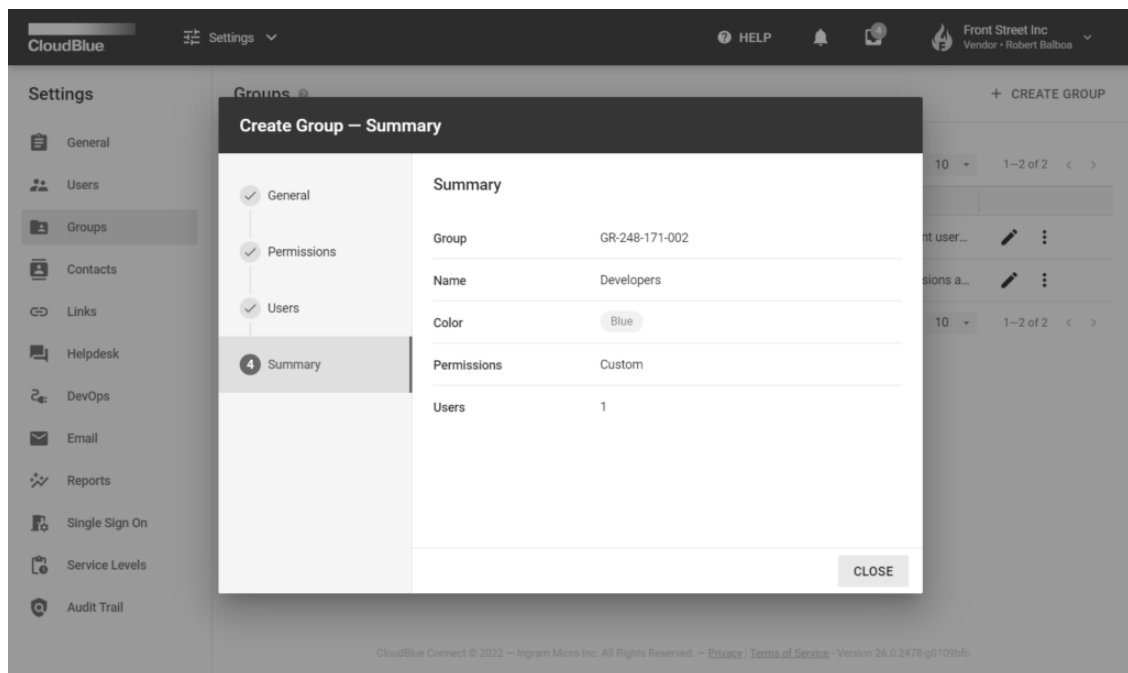 CloudBlue
Settings
HELP
4
Front Street Inc
Vendor • Robert Balboa
Settings
General
Users
Groups
Contacts
Links
Helpdesk
DevOps
Email
Reports
Single Sign On
Service Levels
Audit Trail
Groups
+ CREATE GROUP
10 1–2 of 2 < >
nt user...
sions a...
10 1–2 of 2 < >
Create Group — Summary
General
Permissions
Users
4 Summary
Summary
Group GR-248-171-002
Name Developers
Color Blue
Permissions Custom
Users 1
CLOSE
CloudBlue Connect © 2022 — Ingram Micro Inc. All Rights Reserved. — Privacy | Terms of Service - Version 26.0.2478-g0109bfc